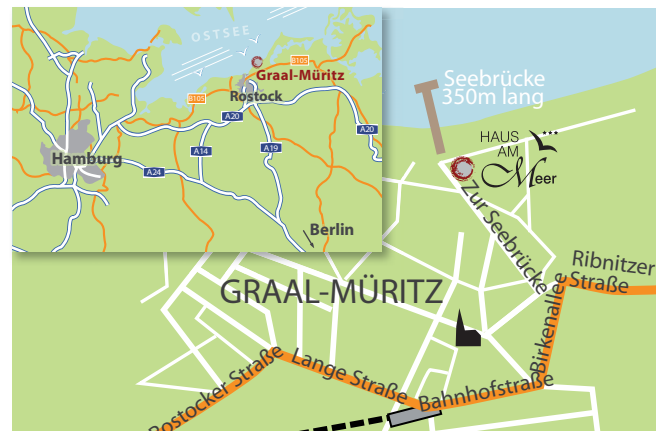 OSTSEE
B105
Graal-Müritz
B105
Rostock
A20
A20
A19
A14
Hamburg
A24
Berlin
Seebrücke
350m lang
HAUS
AM
Meer
Zur Seebrücke
Ribnitzer
Straße
GRAAL-MÜRITZ
Birkenallee
Rostocker Straße
Lange Straße
Bahnhofstraße